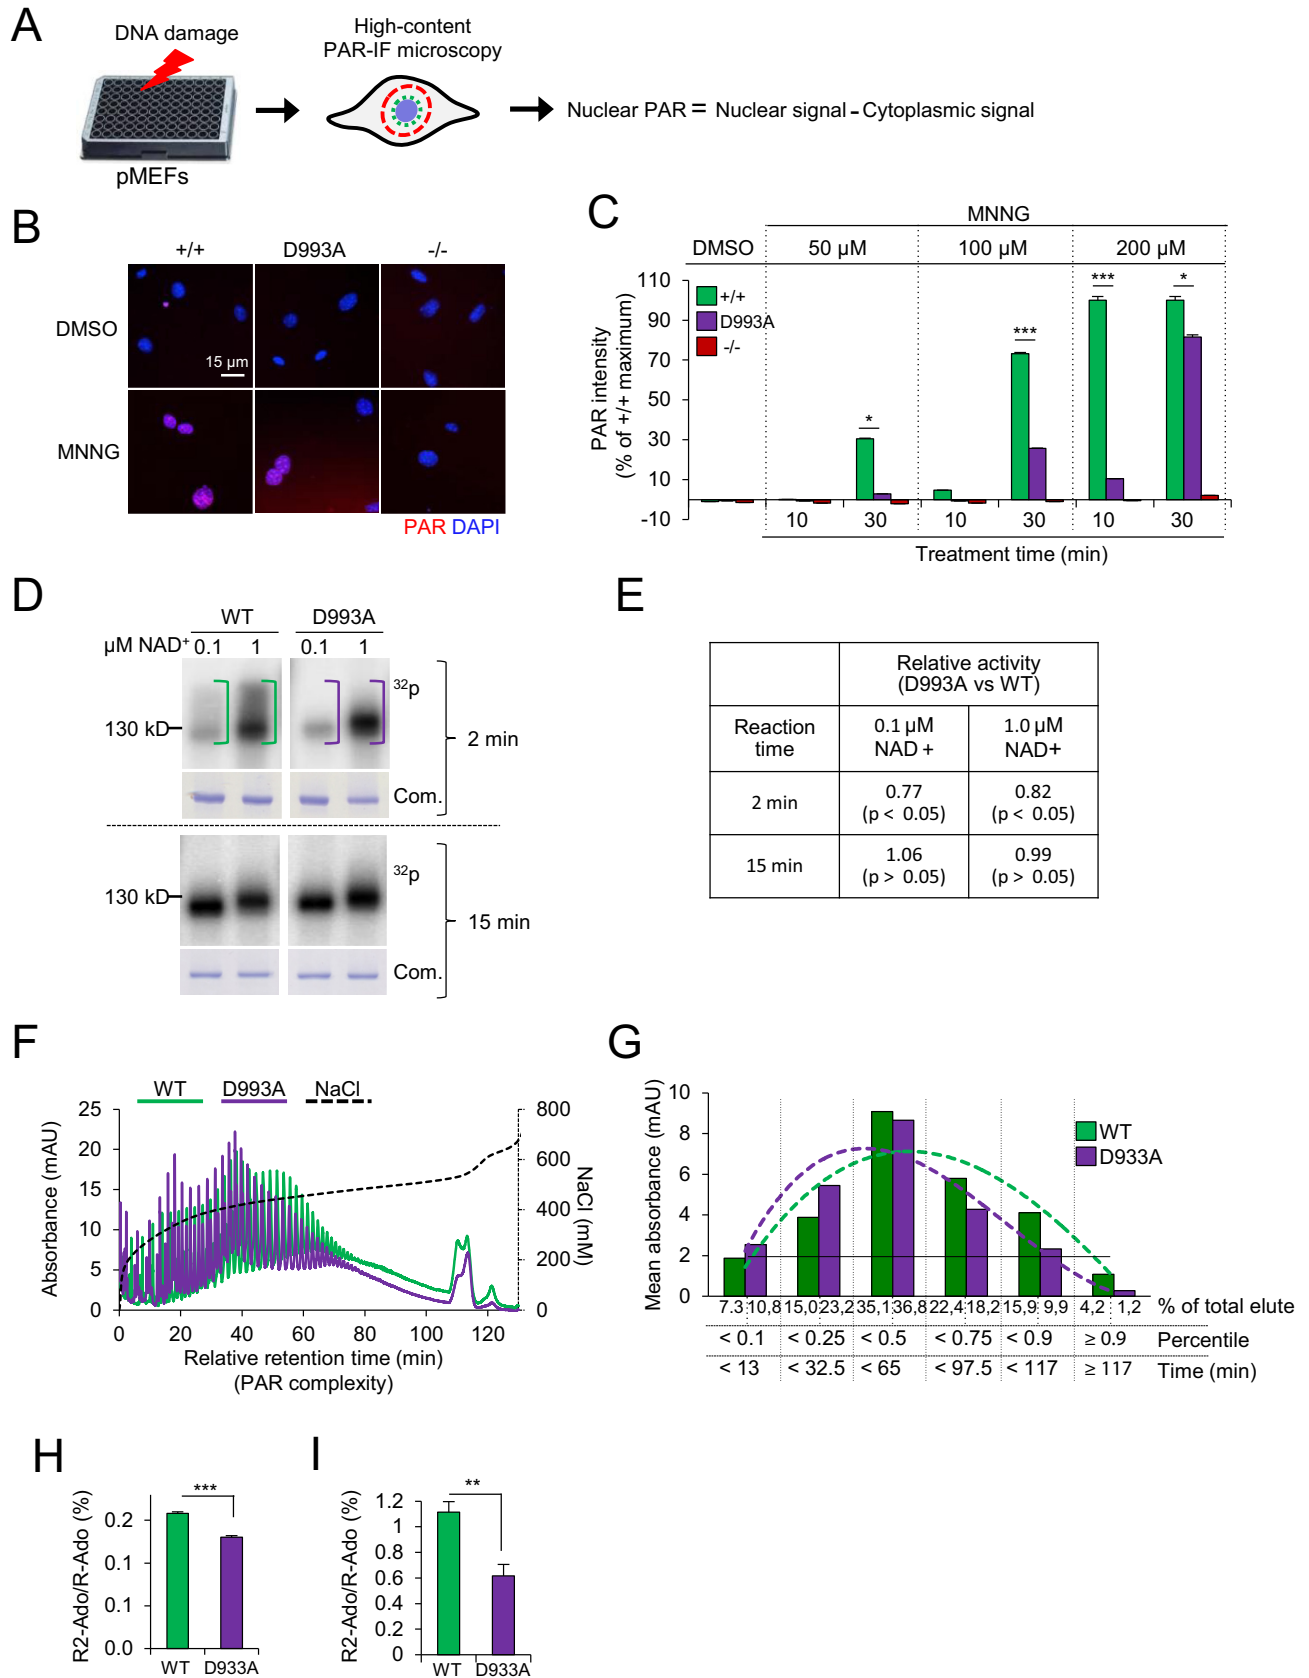 A
DNA damage
High-content
PAR-IF microscopy
Nuclear PAR = Nuclear signal - Cytoplasmic signal
pMEFs
B
+/+ D993A -/-
DMSO
15 µm
MNNG
PAR DAPI
C
MNNG
DMSO 50 µM 100 µM 200 µM
PAR intensity
(% of +/+ maximum)
110
90
70
50
30
10
-10
+/+
D993A
-/-
* *** *** *
10 30 10 30 10 30
Treatment time (min)
D
WT D993A
µM NAD+ 0.1 1 0.1 1
130 kD
32p
2 min
Com.
130 kD
32p
15 min
Com.
E
Relative activity
(D993A vs WT)
Reaction time
0.1 µM NAD +
1.0 µM NAD+
2 min
0.77 (p < 0.05)
0.82 (p < 0.05)
15 min
1.06 (p > 0.05)
0.99 (p > 0.05)
F
WT D993A NaCl
Absorbance (mAU)
25
20
15
10
5
0
800
600
400
200
0
NaCl (mM)
0 20 40 60 80 100 120
Relative retention time (min)
(PAR complexity)
G
Mean absorbance (mAU)
10
8
6
4
2
0
WT
D933A
7.3 10,8 15,0 23,2 35,1 36,8 22,4 18,2 15,9 9,9 4,2 1,2 % of total elute
< 0.1 < 0.25 < 0.5 < 0.75 < 0.9 ≥ 0.9 Percentile
< 13 < 32.5 < 65 < 97.5 < 117 ≥ 117 Time (min)
H
R2-Ado/R-Ado (%)
***
0.2
0.1
0.1
0.0
WT D933A
I
R2-Ado/R-Ado (%)
**
1.2
1
0.8
0.6
0.4
0.2
0
WT D933A